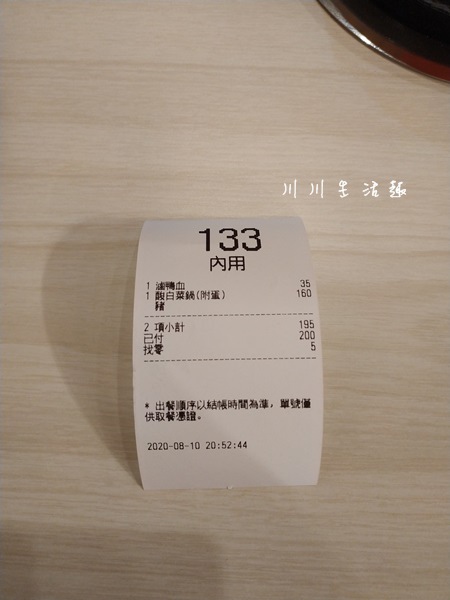 川川生活趣
133
內用
1 滷鴨血 35
1 酸白菜鍋(附蛋) 160
豬
2 項小計 195
已付 200
找零 5
* 出餐順序以結帳時間為準, 單號僅
供取餐憑證。
2020-08-10 20:52:44